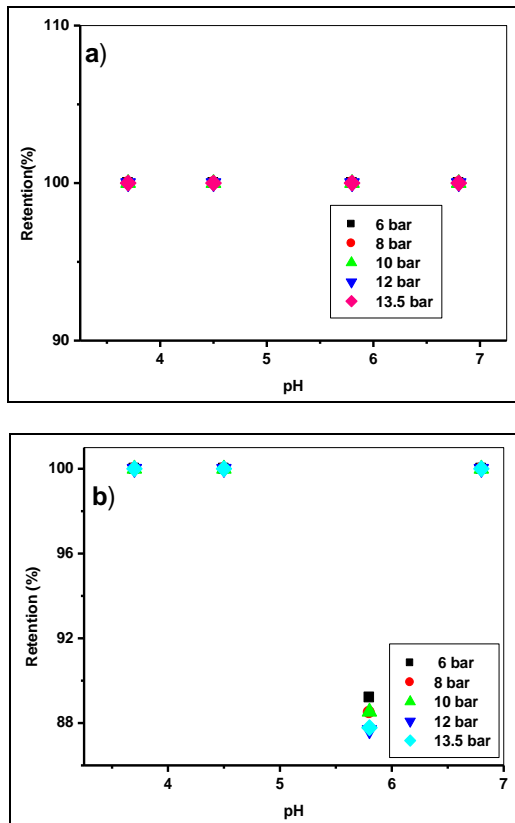 a)
110
100
90
Retention(%)
6 bar
8 bar
10 bar
12 bar
13.5 bar
4 5 6 7
pH
b)
100
96
92
88
Retention (%)
6 bar
8 bar
10 bar
12 bar
13.5 bar
4 5 6 7
pH